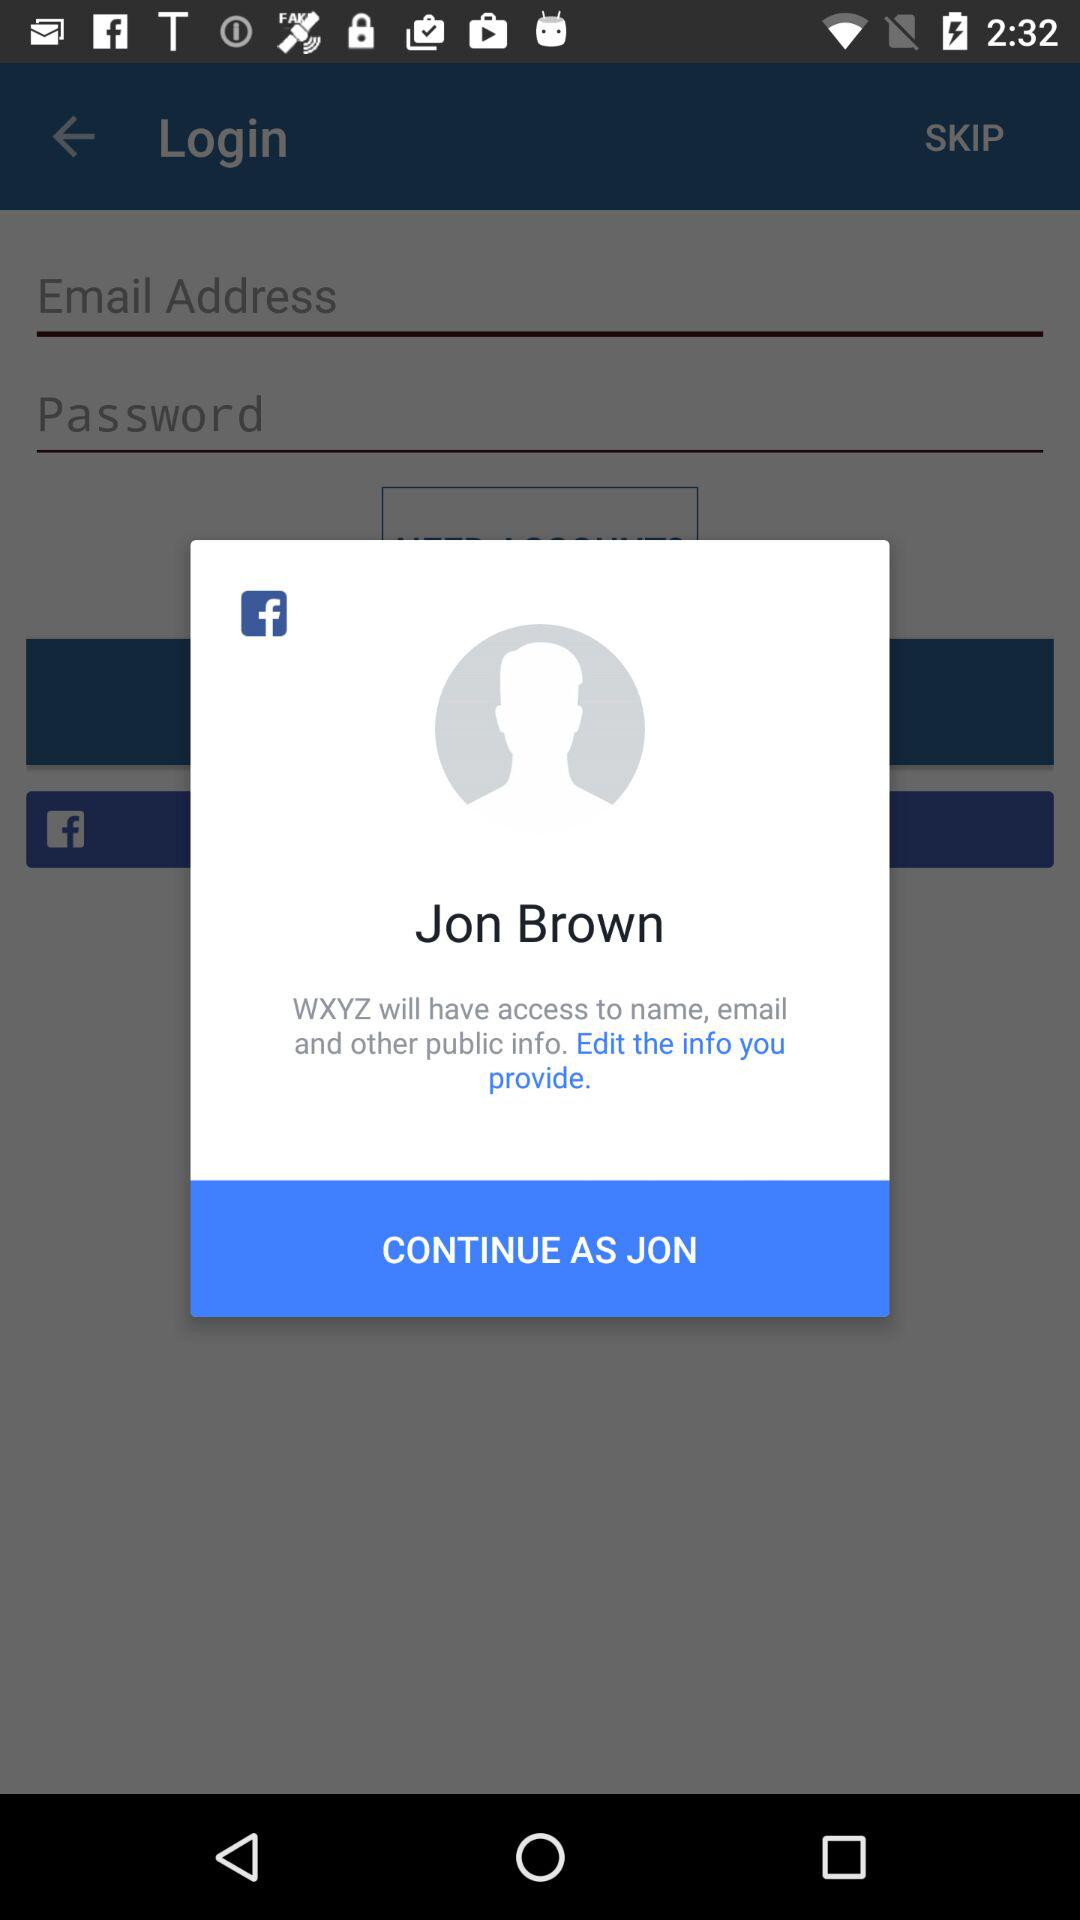 FAKE
2:32
Login
SKIP
Email Address
Password
Jon Brown
WXYZ will have access to name, email
and other public info. Edit the info you
provide.
CONTINUE AS JON